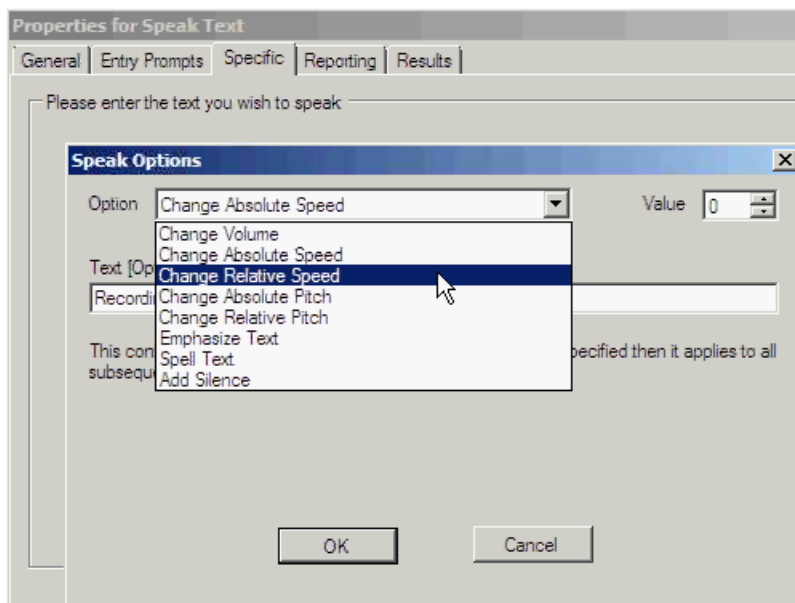 Properties for Speak Text
General Entry Prompts Specific Reporting Results
Please enter the text you wish to speak
Speak Options
Option Change Absolute Speed Value 0
Change Volume
Change Absolute Speed
Text [Op
Change Relative Speed
Recordin
Change Absolute Pitch
Change Relative Pitch
Emphasize Text
This con
Spell Text
pecified then it applies to all
subsequ
Add Silence
OK Cancel